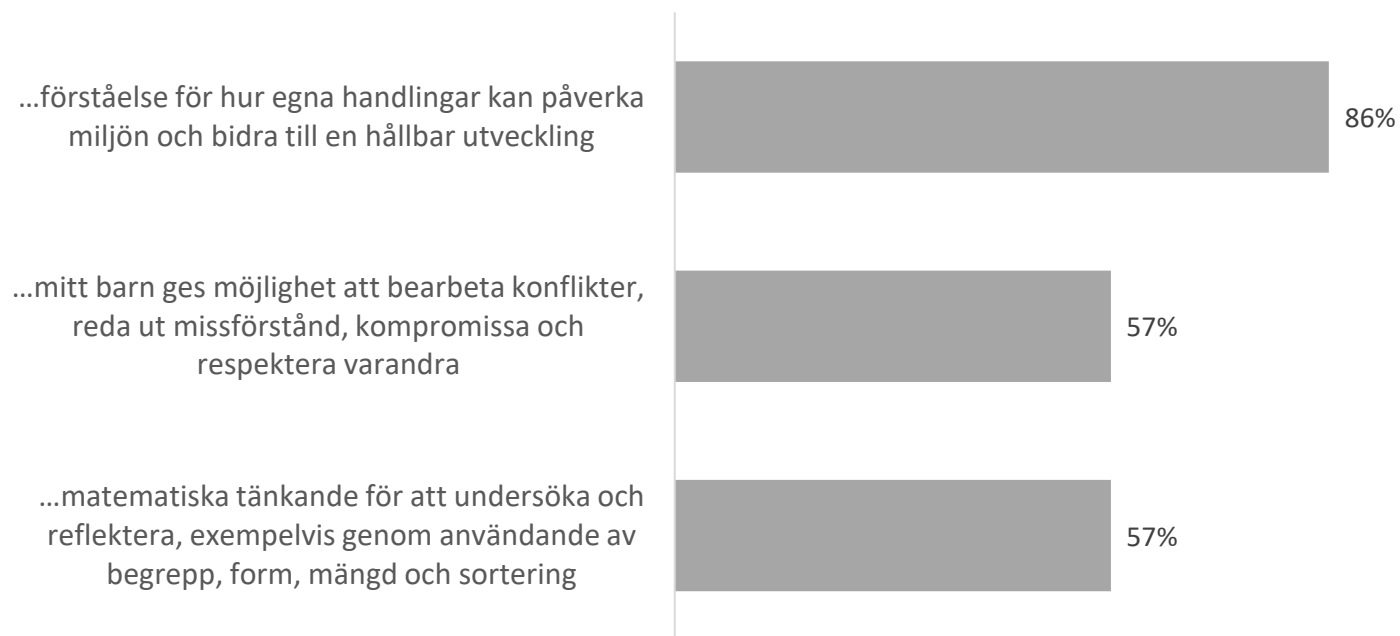 …förståelse för hur egna handlingar kan påverka
miljön och bidra till en hållbar utveckling
86%
…mitt barn ges möjlighet att bearbeta konflikter,
reda ut missförstånd, kompromissa och
respektera varandra
57%
…matematiska tänkande för att undersöka och
reflektera, exempelvis genom användande av
begrepp, form, mängd och sortering
57%